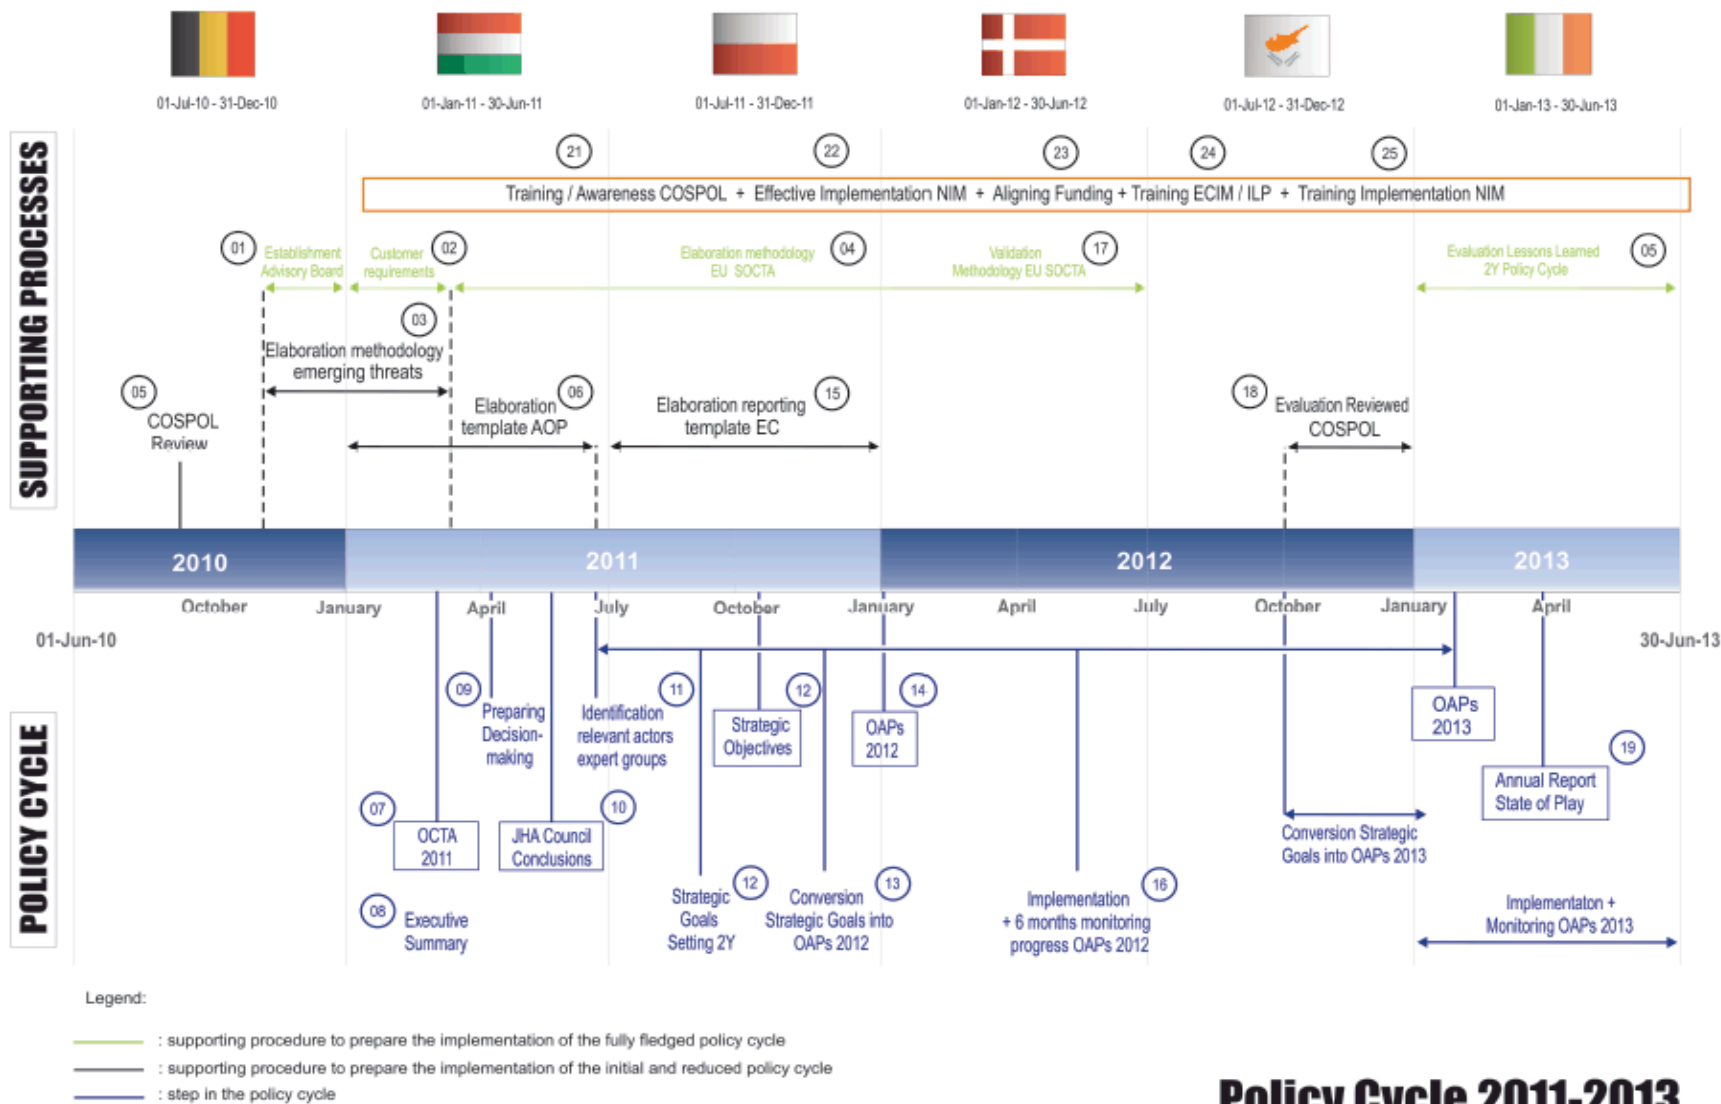 01-Jul-10 - 31-Dec-10
01-Jan-11 - 30-Jun-11
01-Jul-11 - 31-Dec-11
01-Jan-12 - 30-Jun-12
01-Jul-12 - 31-Dec-12
01-Jan-13 - 30-Jun-13
SUPPORTING PROCESSES
21
22
23
24
25
Training / Awareness COSPOL + Effective Implementation NIM + Aligning Funding + Training ECIM / ILP + Training Implementation NIM
01
Establishment
Advisory Board
Customer
requirements
02
Elaboration methodology
EU SOCTA
04
Validation
Methodology EU SOCTA
17
Evaluation Lessons Learned
2Y Policy Cycle
05
03
Elaboration methodology
emerging threats
05
COSPOL
Review
Elaboration
template AOP
06
Elaboration reporting
template EC
15
18
Evaluation Reviewed
COSPOL
2010
2011
2012
2013
October
January
April
July
October
January
April
July
October
January
April
01-Jun-10
30-Jun-13
POLICY CYCLE
09
Preparing
Decision-
making
Identification
relevant actors
expert groups
11
Strategic
Objectives
12
OAPs
2012
14
OAPs
2013
07
OCTA
2011
JHA Council
Conclusions
10
Annual Report
State of Play
19
08
Executive
Summary
Strategic
Goals
Setting 2Y
12
Conversion
Strategic Goals into
OAPs 2012
13
Implementation
+ 6 months monitoring
progress OAPs 2012
16
Conversion Strategic
Goals into OAPs 2013
Implementaton +
Monitoring OAPs 2013
Legend:
: supporting procedure to prepare the implementation of the fully fledged policy cycle
: supporting procedure to prepare the implementation of the initial and reduced policy cycle
: step in the policy cycle
Policy Cycle 2011-2013